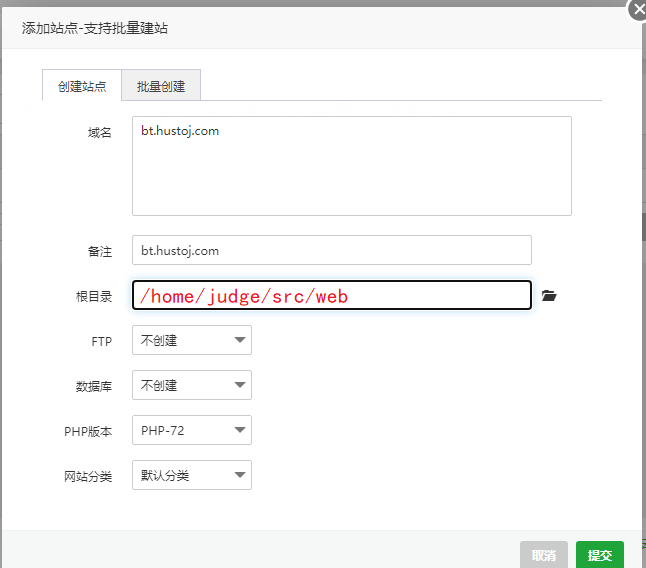 添加站点-支持批量建站
创建站点 批量创建
域名 bt.hustoj.com
备注 bt.hustoj.com
根目录 /home/judge/src/web
FTP 不创建
数据库 不创建
PHP版本 PHP-72
网站分类 默认分类
取消 提交